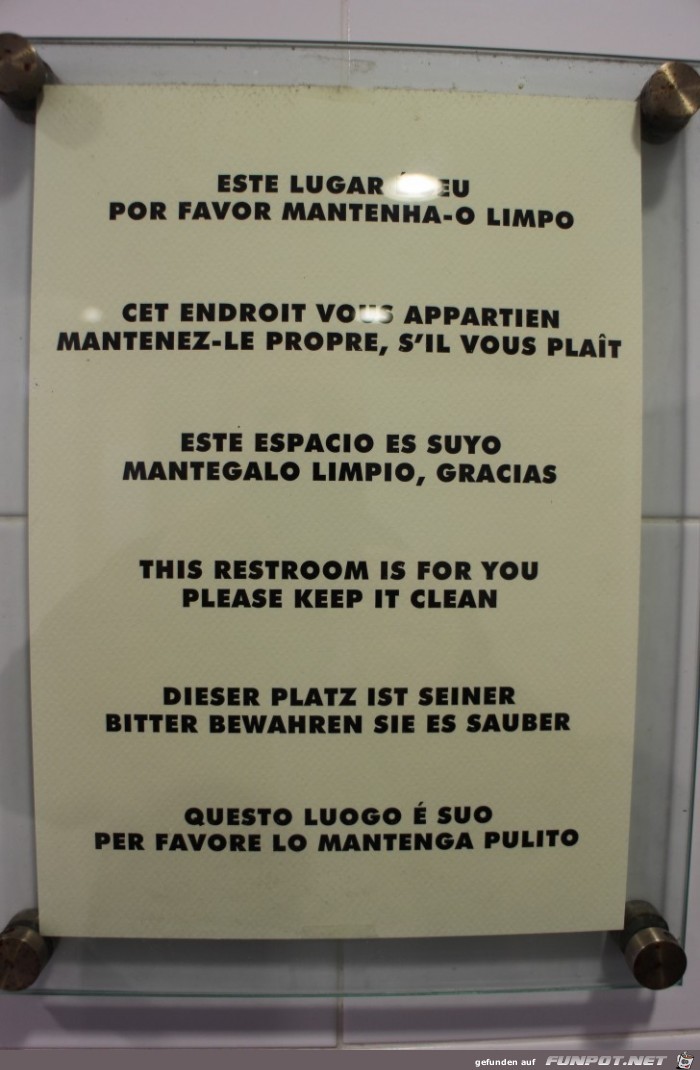 ESTE LUGAR
POR FAVOR MANTENHA-O LIMPO
CET ENDROIT VOUS APPARTIEN
MANTENEZ-LE PROPRE, S'IL VOUS PLAÎT
ESTE ESPACIO ES SUYO
MANTEGALO LIMPIO, GRACIAS
THIS RESTROOM IS FOR YOU
PLEASE KEEP IT CLEAN
DIESER PLATZ IST SEINER
BITTER BEWAHREN SIE ES SAUBER
QUESTO LUOGO É SUO
PER FAVORE LO MANTENGA PULITO
gefunden auf FUNPOT.NET